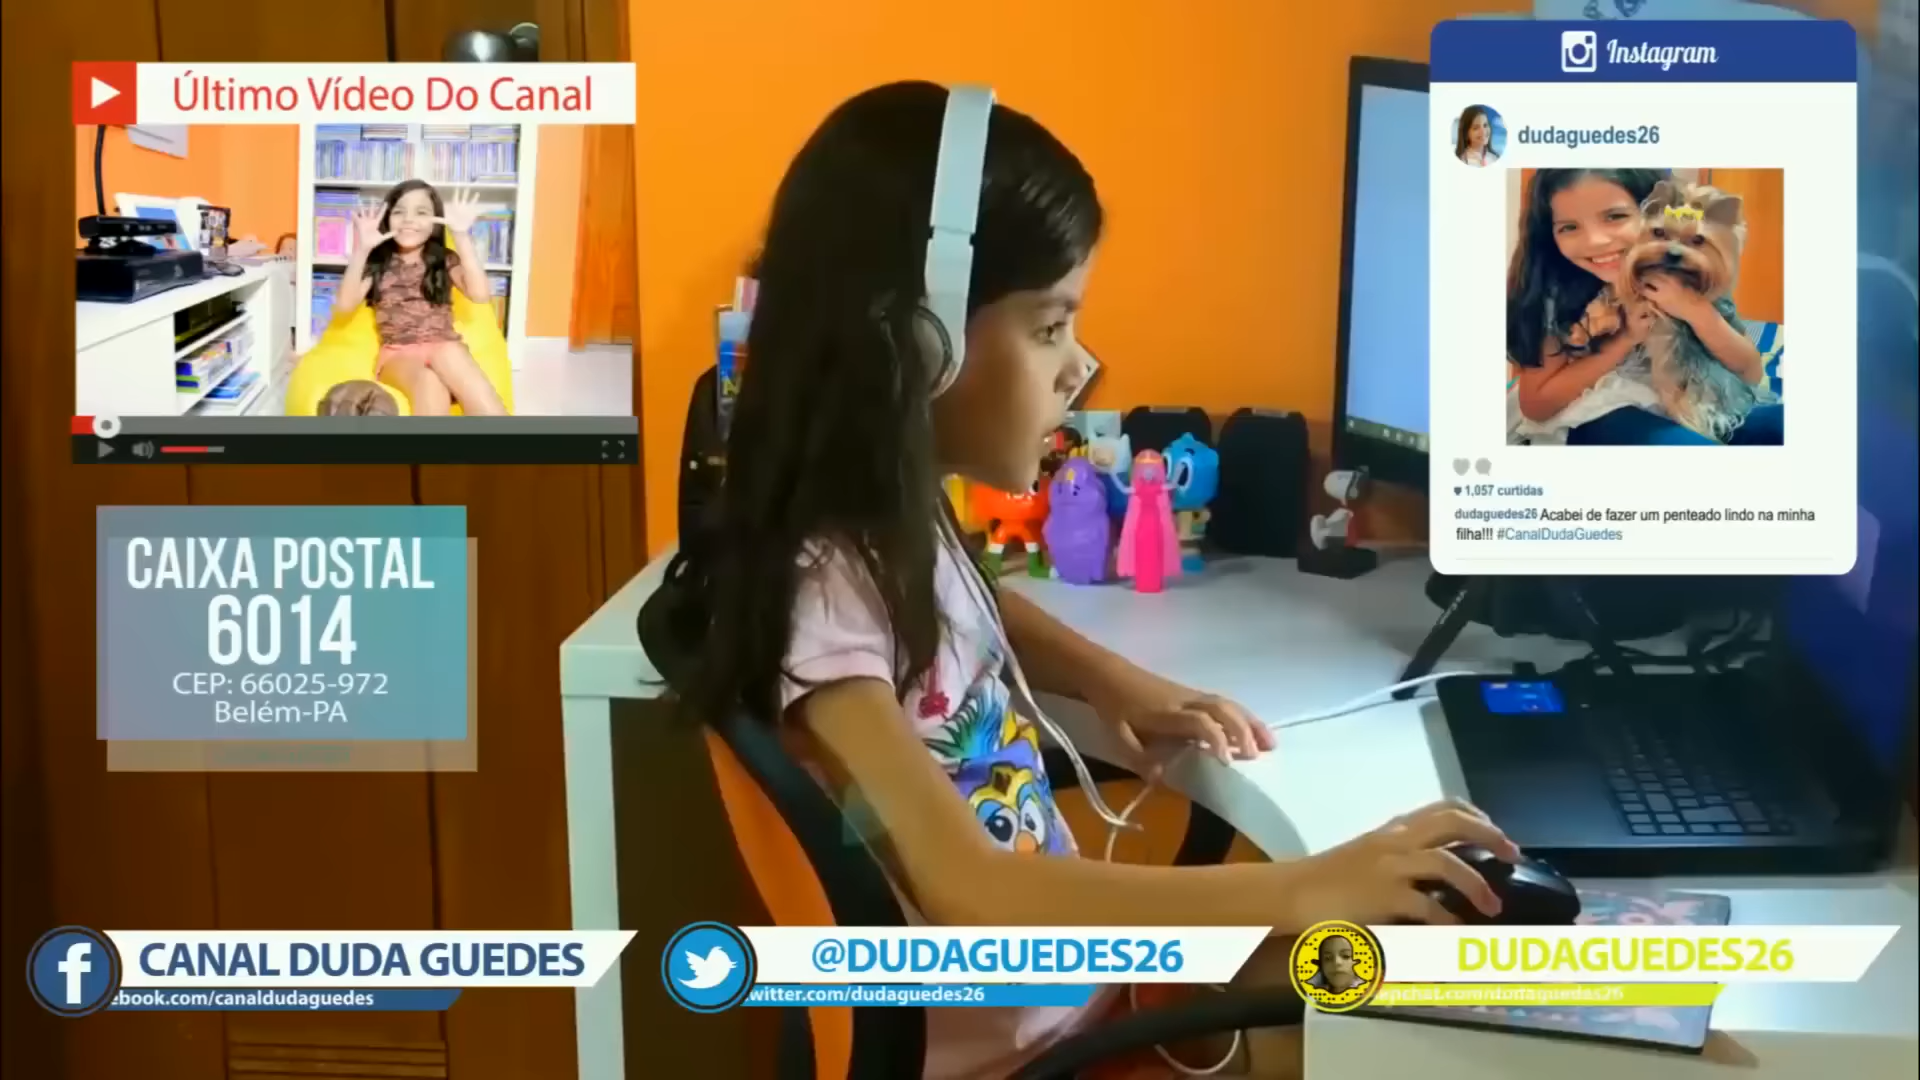 Último Vídeo Do Canal
Instagram
dudaguedes26
1,057 curtidas
dudaguedes26 Acabei de fazer um penteado lindo na minha
filha!!! #CanalDudaGuedes
CAIXA POSTAL
6014
CEP: 66025-972
Belém-PA
CANAL DUDA GUEDES
ebook.com/canaldudaguedes
@DUDAGUEDES26
witter.com/dudaguedes26
DUDAGUEDES26